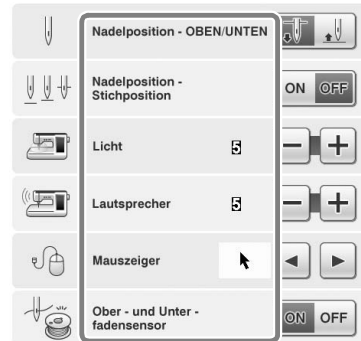 Nadelposition - OBEN/UNTEN
Nadelposition -
Stichposition
ON OFF
Licht 5
Lautsprecher 5
Mauszeiger
Ober - und Unter -
fadensensor
ON OFF